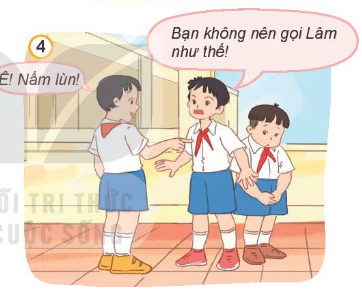 4
Bạn không nên gọi Lâm
như thế!
Ê! Nấm lùn!
ỐI TRI THỨC
CUỘC SỐNG